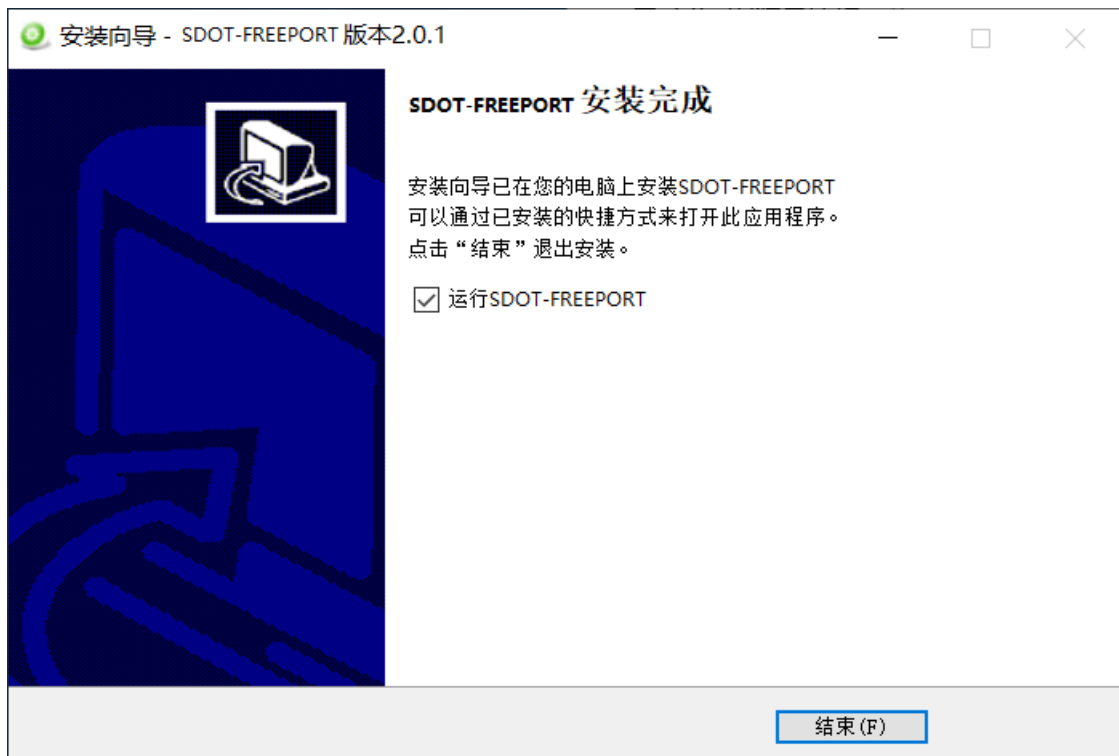 安装向导 - SDOT-FREEPORT 版本2.0.1
SDOT-FREEPORT 安装完成
安装向导已在您的电脑上安装SDOT-FREEPORT
可以通过已安装的快捷方式来打开此应用程序。
点击“结束”退出安装。
运行SDOT-FREEPORT
结束(F)